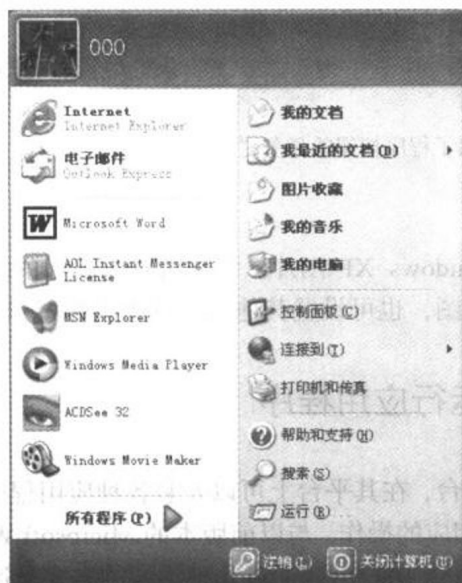 000
Internet
Internet Explorer
电子邮件
Outlook Express
Microsoft Word
AOL Instant Messenger
License
MSN Explorer
Windows Media Player
ACDSee 32
Windows Movie Maker
所有程序(P)
我的文档
我最近的文档(D)
图片收藏
我的音乐
我的电脑
控制面板(C)
连接到(T)
打印机和传真
帮助和支持(H)
搜索(S)
运行(R)
注销(L)
关闭计算机(U)